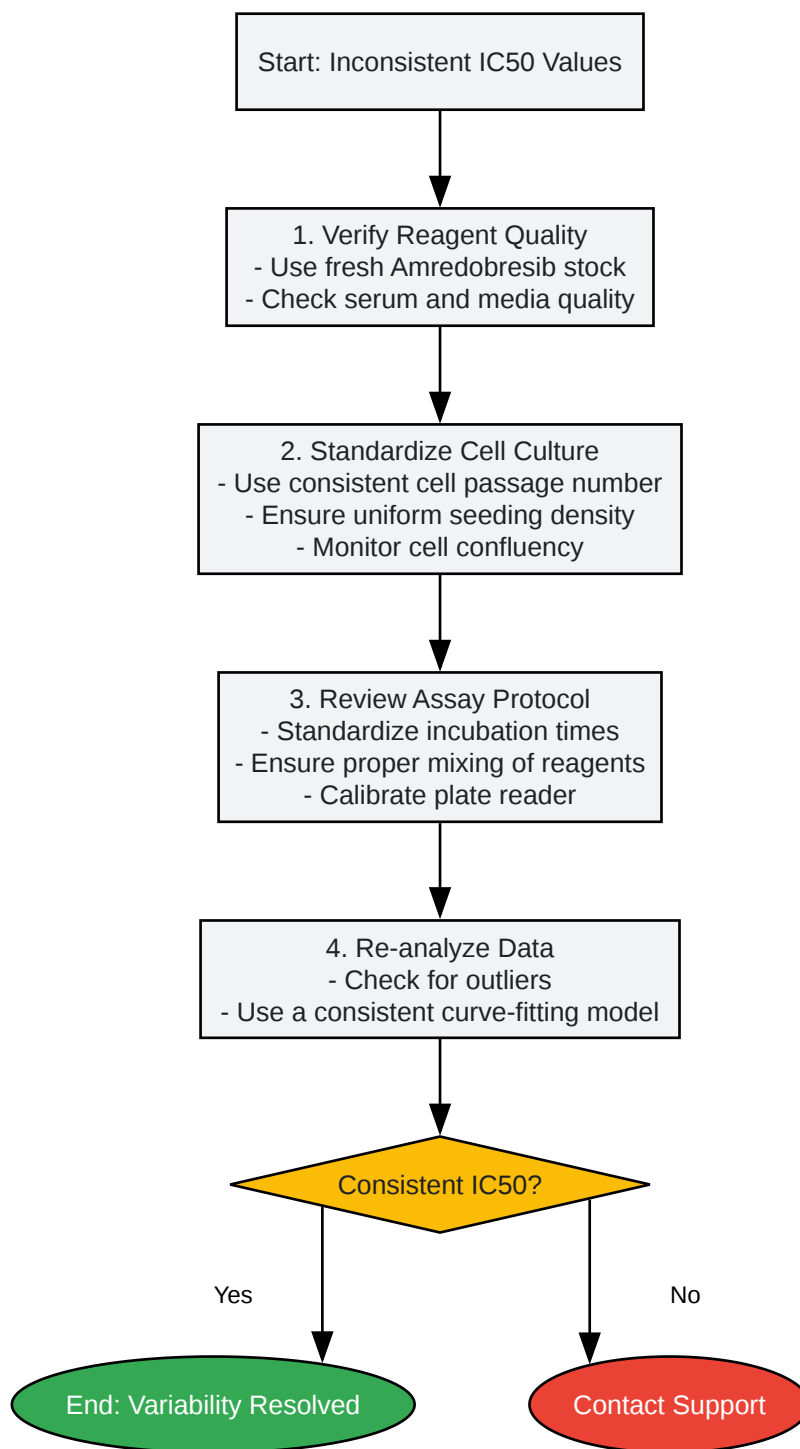 Start: Inconsistent IC50 Values
1. Verify Reagent Quality
- Use fresh Amredobresib stock
- Check serum and media quality
2. Standardize Cell Culture
- Use consistent cell passage number
- Ensure uniform seeding density
- Monitor cell confluency
3. Review Assay Protocol
- Standardize incubation times
- Ensure proper mixing of reagents
- Calibrate plate reader
4. Re-analyze Data
- Check for outliers
- Use a consistent curve-fitting model
Consistent IC50?
Yes
No
End: Variability Resolved
Contact Support